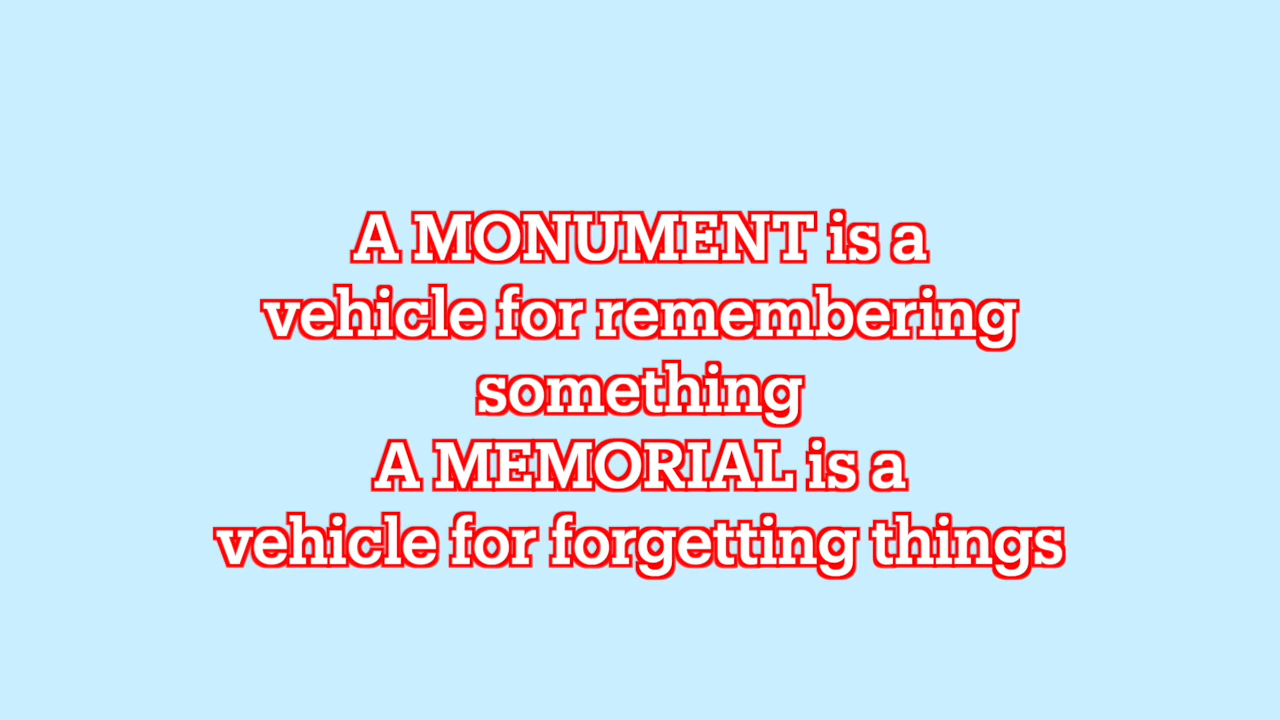 A MONUMENT is a
vehicle for remembering
something
A MEMORIAL is a
vehicle for forgetting things